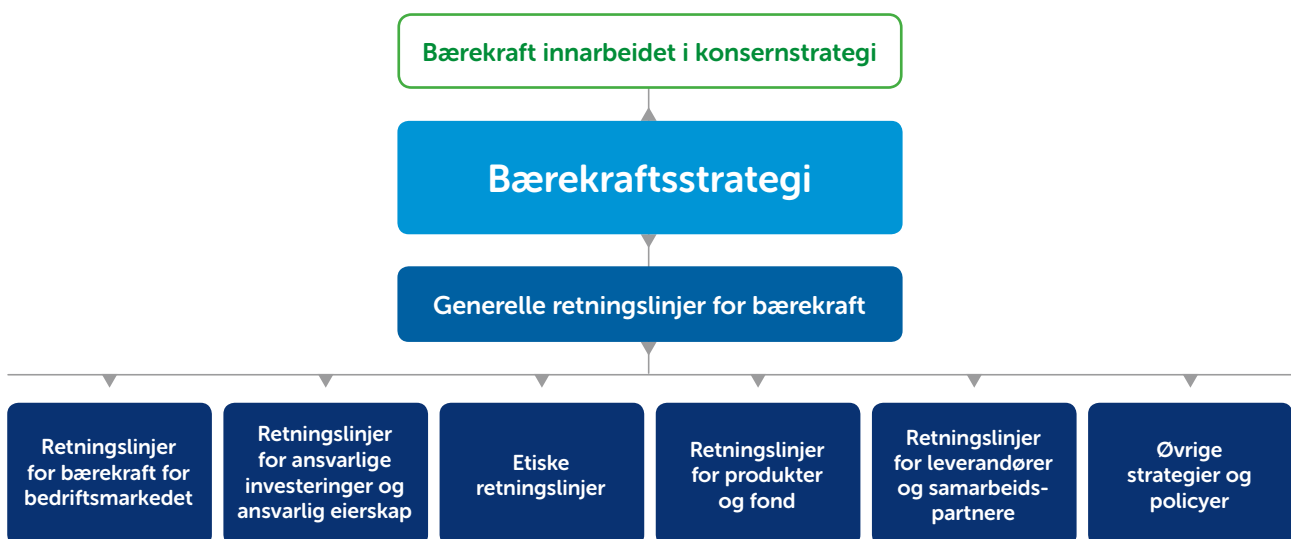 Bærekraft innarbeidet i konsernstrategi
Bærekraftsstrategi
Generelle retningslinjer for bærekraft
Retningslinjer
for bærekraft for
bedriftsmarkedet
Retningslinjer
for ansvarlige
investeringer og
ansvarlig eierskap
Etiske
retningslinjer
Retningslinjer
for produkter
og fond
Retningslinjer
for leverandører
og samarbeids-
partnere
Øvrige
strategier og
policyer